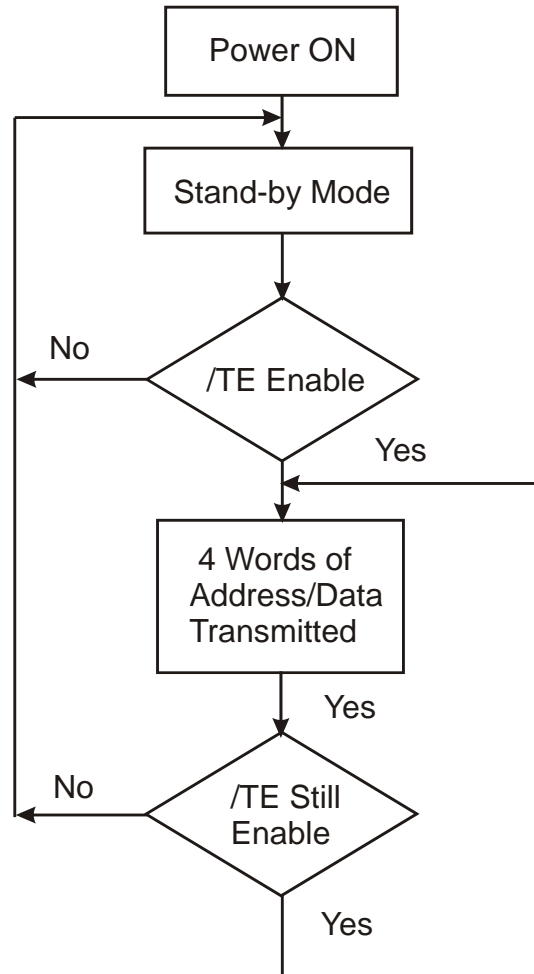 Power ON
Stand-by Mode
No
/TE Enable
Yes
4 Words of
Address/Data
Transmitted
Yes
No
/TE Still
Enable
Yes